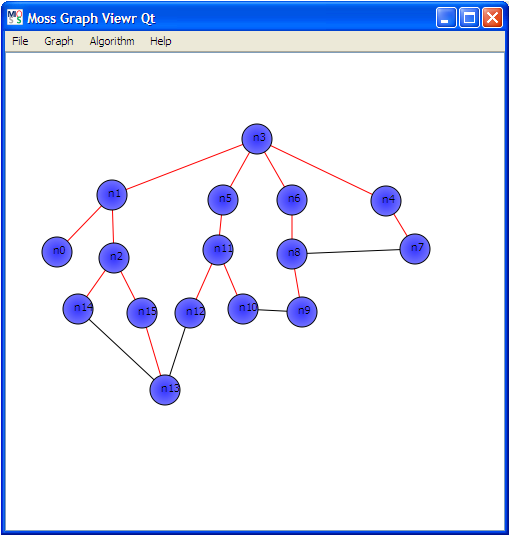 MOSS
Moss Graph Viewr Qt
File Graph Algorithm Help
n3
n1
n5 n6 n4
n0 n2 n11 n8 n7
n14 n15 n12 n10 n9
n13